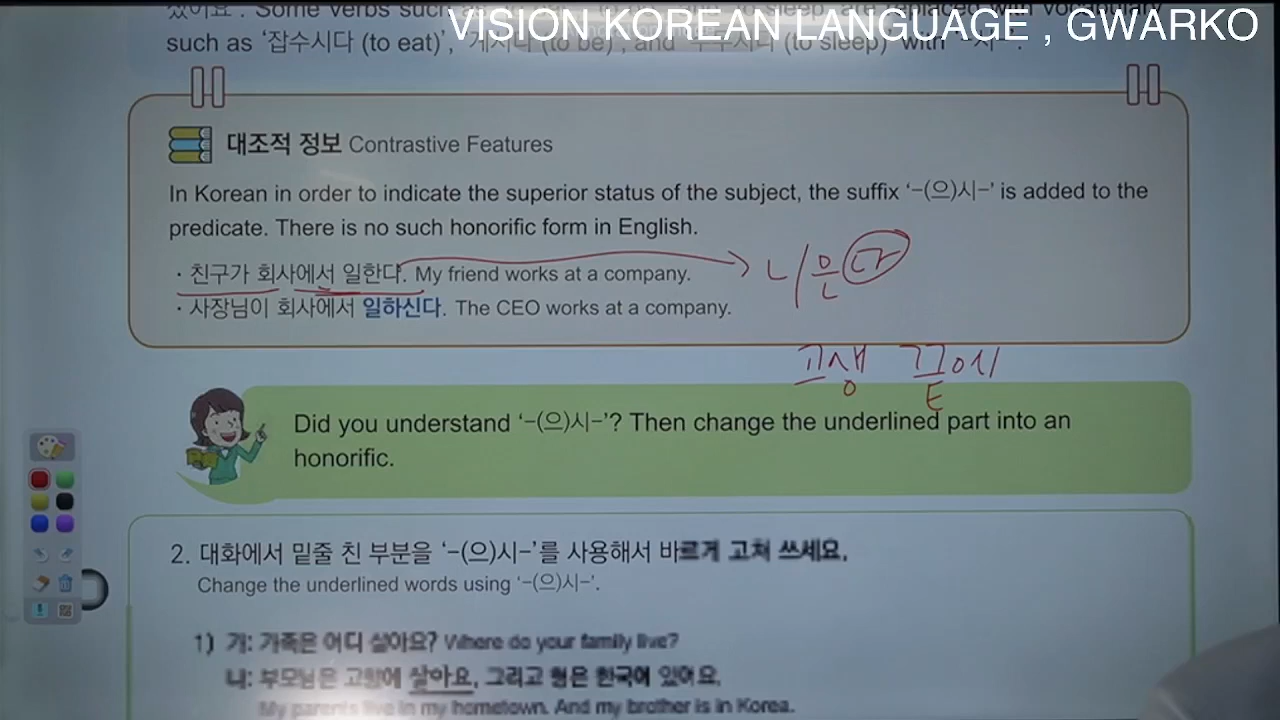 VISION KOREAN LANGUAGE , GWARKO
such as ‘잡수시다 (to eat)’, (to be)’, and (to sleep)’ with
대조적 정보 Contrastive Features
In Korean in order to indicate the superior status of the subject, the suffix ‘-(으)시-’ is added to the
predicate. There is no such honorific form in English.
· 친구가 회사에서 일한다. My friend works at a company.
· 사장님이 회사에서 일하신다. The CEO works at a company.
고생 끝에
Did you understand ‘-(으)시-’? Then change the underlined part into an
honorific.
2. 대화에서 밑줄 친 부분을 ‘-(으)시-’를 사용해서 바르게 고쳐 쓰세요.
Change the underlined words using ‘-(으)시-’.
1) 가: 가족은 어디 살아요? Where do your family live?
나: 부모님은 고향에 살아요. 그리고 형은 한국에 있어요.
My parents live in my hometown. And my brother is in Korea.